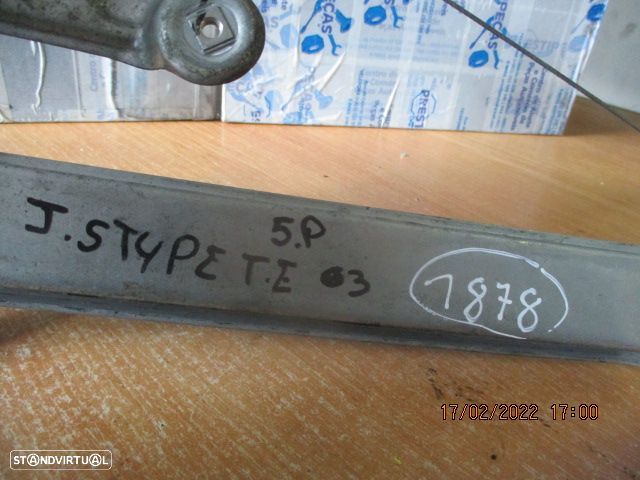 5.P
J.STYPE T.E 03
1878
17/02/2022 17:00
STANDVIRTUAL